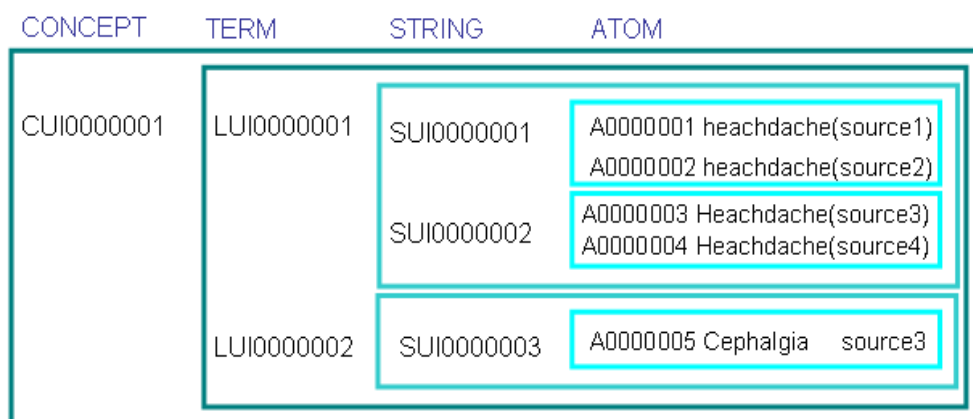 CONCEPT TERM STRING ATOM
CUI0000001 LUI0000001 SUI0000001 A0000001 heachdache(source1)
A0000002 heachdache(source2)
SUI0000002 A0000003 Heachdache(source3)
A0000004 Heachdache(source4)
LUI0000002 SUI0000003 A0000005 Cephalgia source3